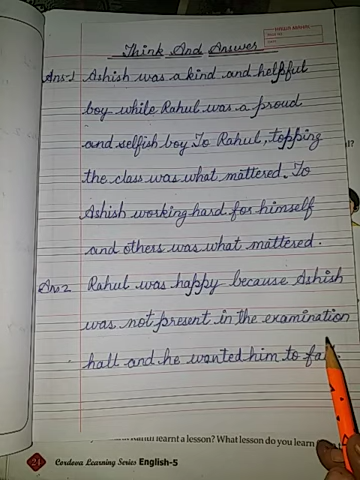 Think And Answer
Ans-1 Ashish was a kind and helpful
boy while Rahul was a proud
and selfish boy. To Rahul, topping
the class was what mattered. To
Ashish working hard for himself
and others was what mattered.
Ans 2 Rahul was happy because Ashish
was not present in the examination
hall and he wanted him to
learnt a lesson? What lesson do you learn
24 Cordova Learning Series English-5